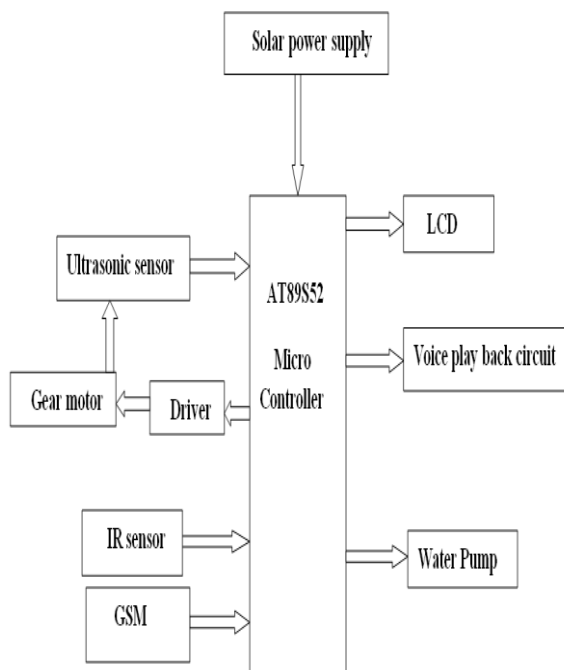 Solar power supply
LCD
Ultrasonic sensor
AT89S52
Micro
Controller
Voice play back circuit
Gear motor
Driver
IR sensor
Water Pump
GSM